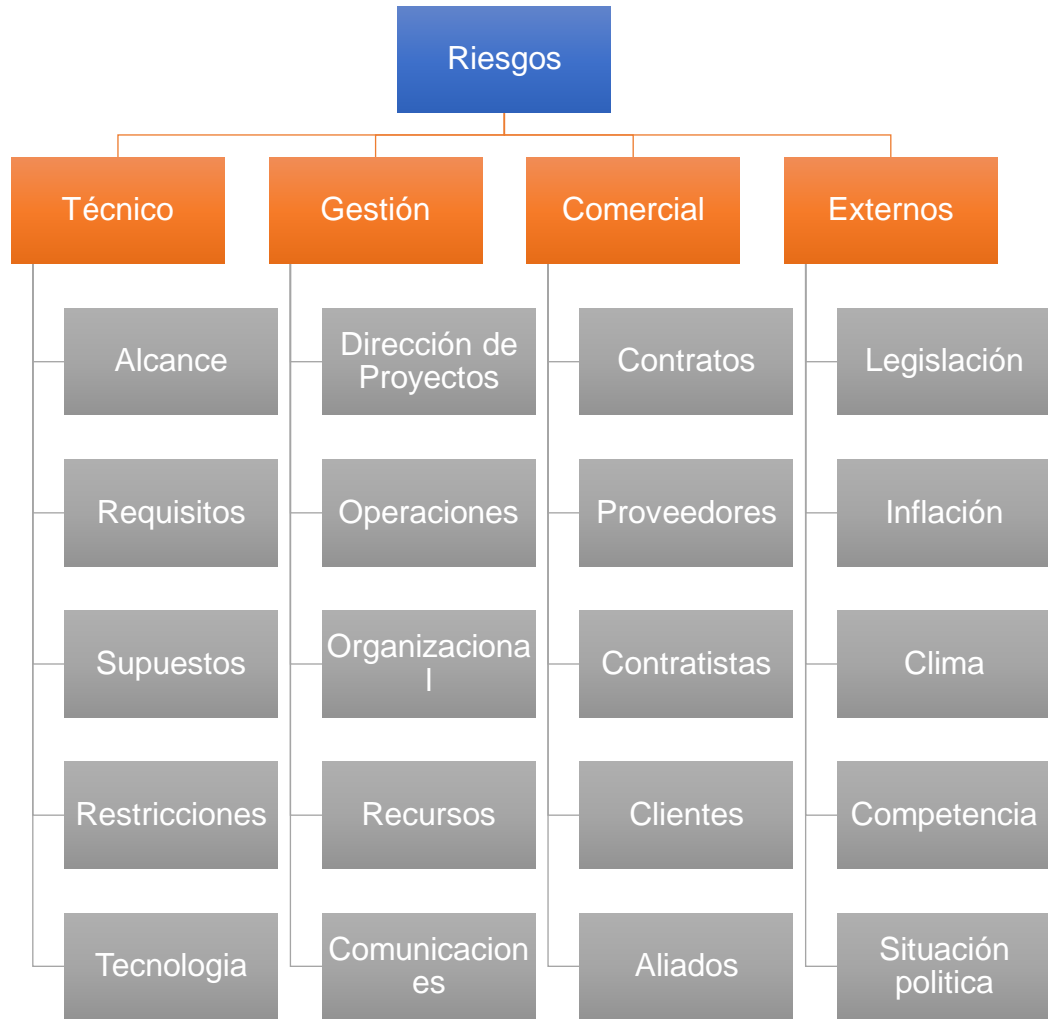 Riesgos
Técnico
Gestión
Comercial
Externos
Alcance
Dirección de
Proyectos
Contratos
Legislación
Requisitos
Operaciones
Proveedores
Inflación
Supuestos
Organizaciona
l
Contratistas
Clima
Restricciones
Recursos
Clientes
Competencia
Tecnologia
Comunicacion
es
Aliados
Situación
politica